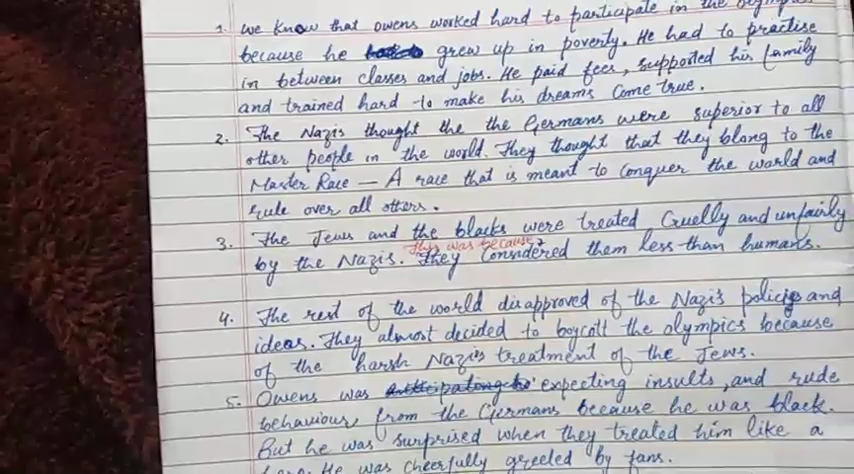 1. we know that owens worked hard to participate in the
because he grew up in poverty. He had to practise
in between classes and jobs. He paid fees, supported his family
and trained hard to make his dreams come true.
2. The Nazis thought the the Germans were superior to all
other people in the world. They thought that they blong to the
Master Race — A race that is meant to conquer the warld and
rule over all others.
3. The Jews and the blacks were treated Cruelly and unfairly
This was because
by the Nazis. They Considered them less than humans.
4. The rest of the world disapproved of the Nazi's policies and
ideas. They almost decided to boycott the olympics because
of the harsh Nazi's treatment of the Jews.
5. Owens was expecting insults, and rude
behaviours from the Germans because he was black.
But he was surprised when they treated him like a
He was cheerfully greeted by fans.